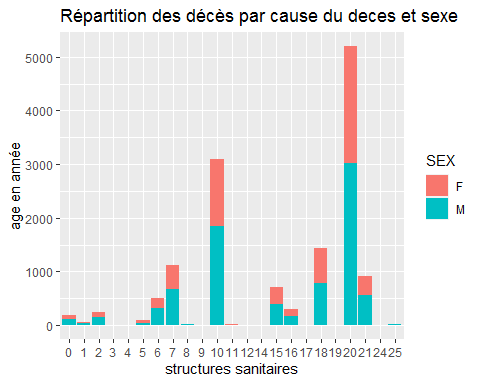 Répartition des décès par cause du deces et sexe
age en année
5000
4000
3000
2000
1000
0
0 1 2 3 4 5 6 7 8 9 10 11 12 14 15 16 17 18 19 20 21 24 25
structures sanitaires
SEX
F
M